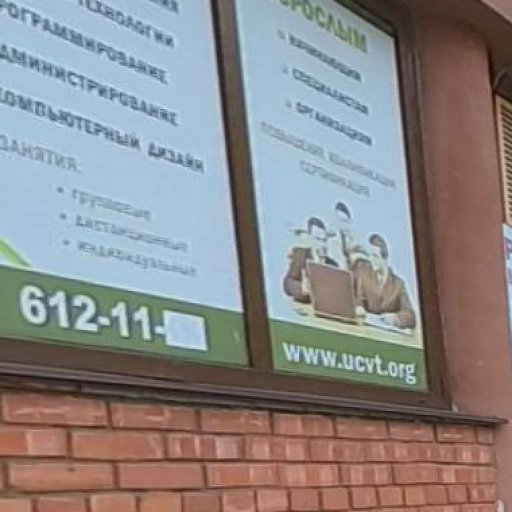 ТЕХНОЛОГИИ
ПРОГРАММИРОВАНИЕ
АДМИНИСТРИРОВАНИЕ
КОМПЬЮТЕРНЫЙ ДИЗАЙН
ЗАНЯТИЯ:
• групповые
• дистанционные
• индивидуальные
612-11-
ВЗРОСЛЫМ
НАЧИНАЮЩИМ
СПЕЦИАЛИСТАМ
ОРГАНИЗАЦИЯМ
ПОВЫШЕНИЕ КВАЛИФИКАЦИИ
СЕРТИФИКАЦИЯ
www.ucvt.org